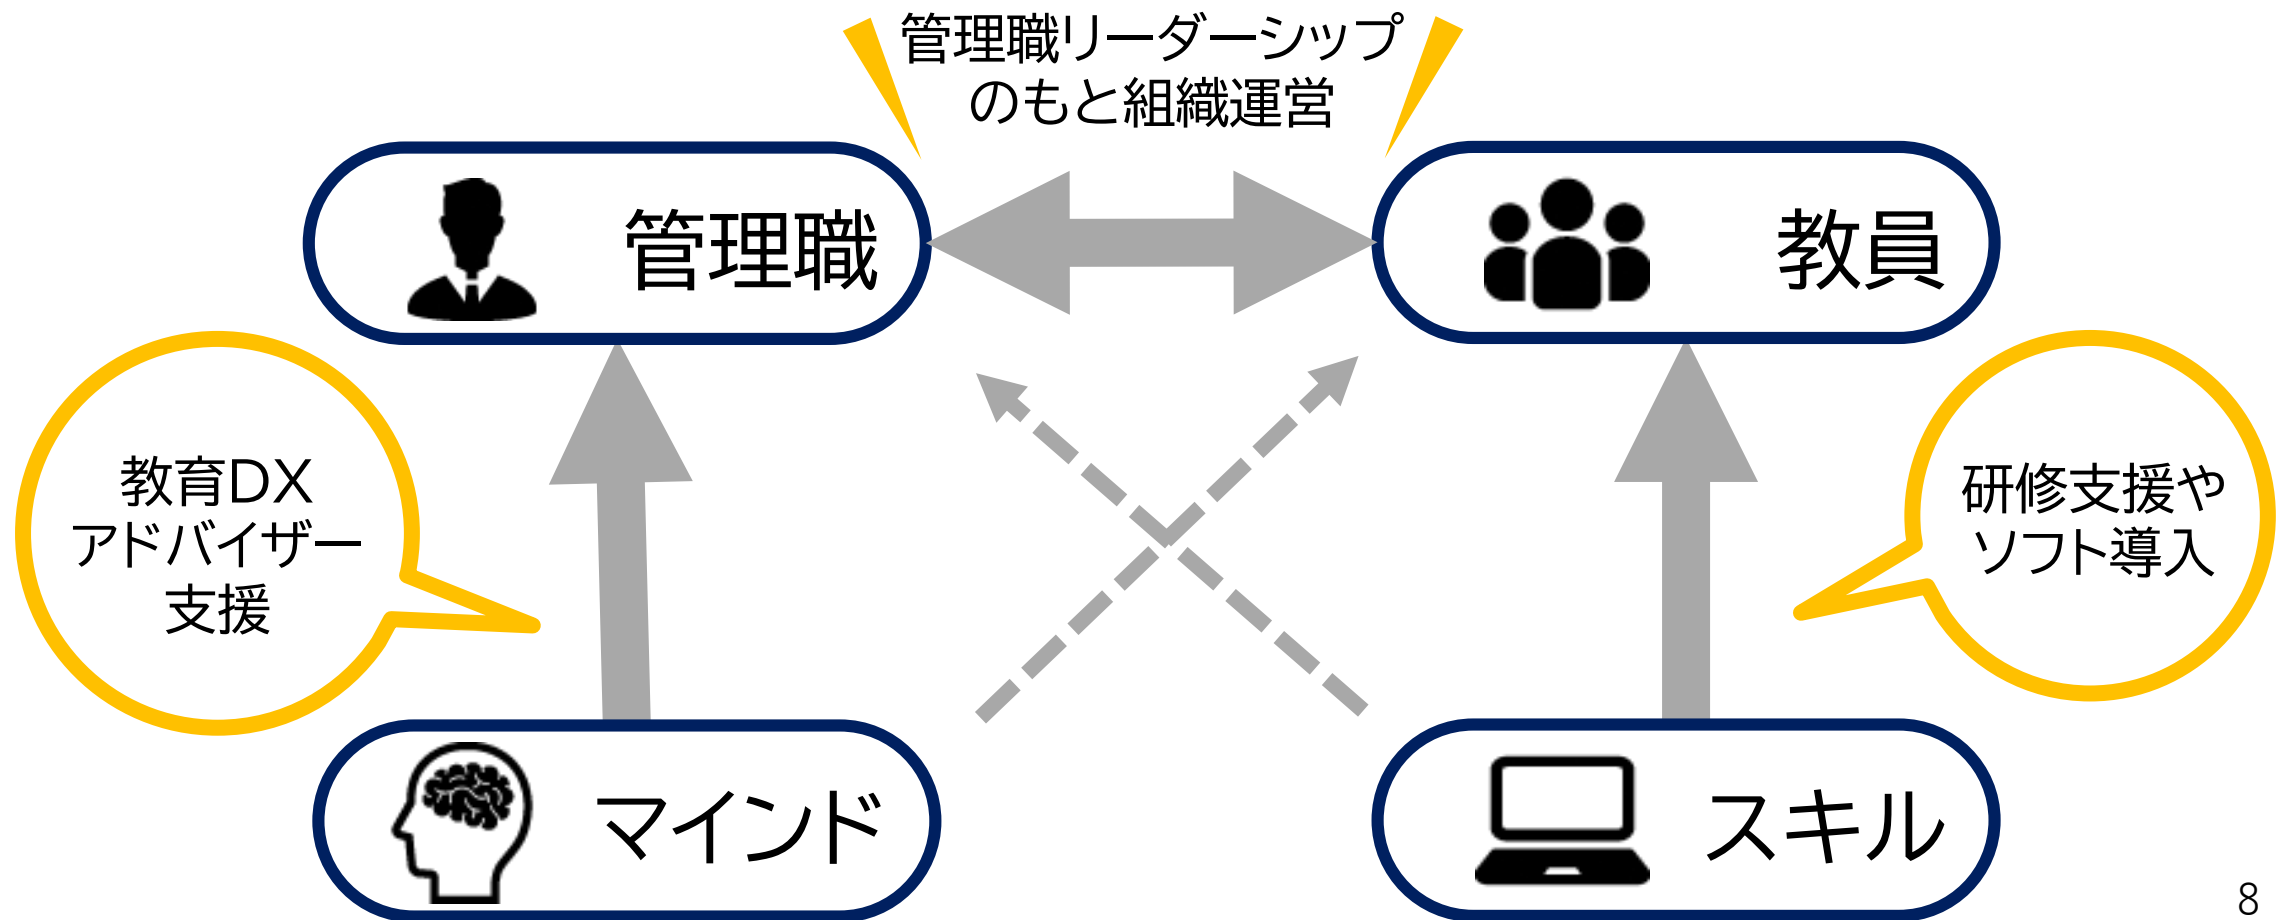 管理職リーダーシップ
のもと組織運営
管理職
教員
教育DX
アドバイザー
支援
研修支援や
ソフト導入
マインド
スキル
8